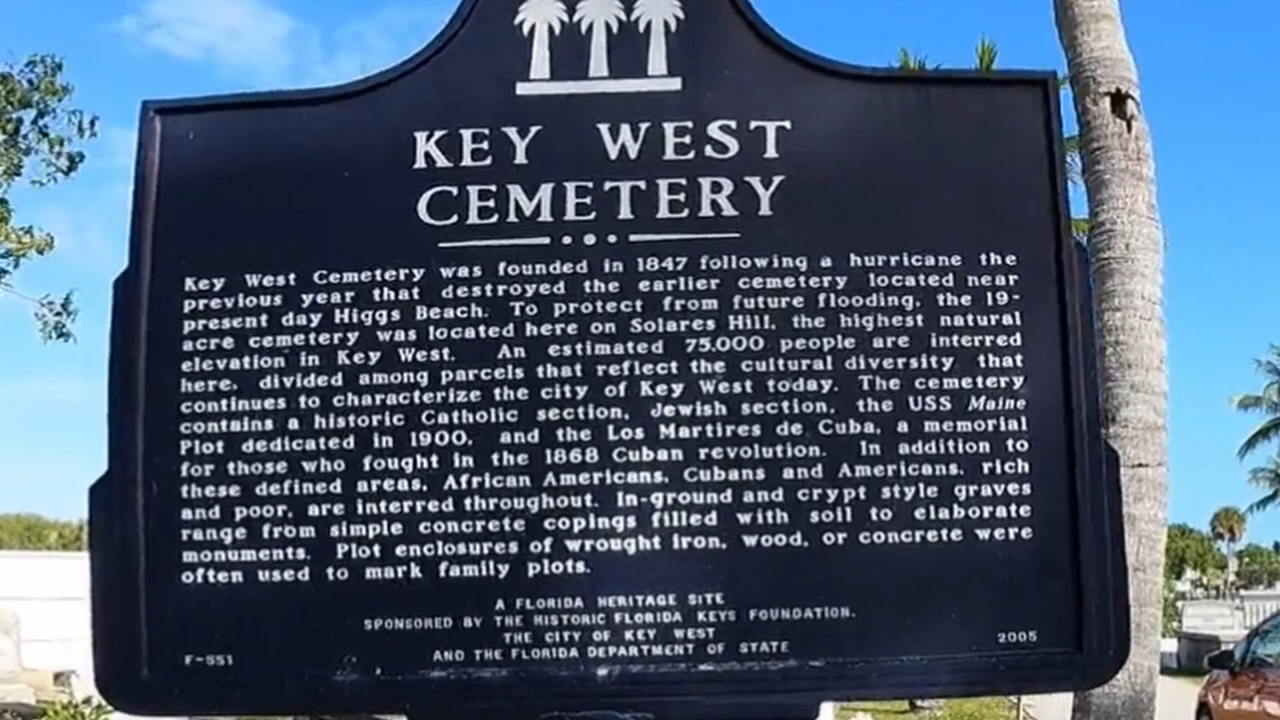 KEY WEST
CEMETERY
Key West Cemetery was founded in 1847 following a hurricane the
previous year that destroyed the earlier cemetery located near
present day Higgs Beach. To protect from future flooding, the 19-
acre cemetery was located here on Solares Hill, the highest natural
elevation in Key West. An estimated 75,000 people are interred
here, divided among parcels that reflect the cultural diversity that
continues to characterize the city of Key West today. The cemetery
contains a historic Catholic section, Jewish section, the USS Maine
Plot dedicated in 1900, and the Los Martires de Cuba, a memorial
for those who fought in the 1868 Cuban revolution. In addition to
these defined areas, African Americans, Cubans and Americans, rich
and poor, are interred throughout. In-ground and crypt style graves
range from simple concrete copings filled with soil to elaborate
monuments. Plot enclosures of wrought iron, wood, or concrete were
often used to mark family plots.
A FLORIDA HERITAGE SITE
SPONSORED BY THE HISTORIC FLORIDA KEYS FOUNDATION,
THE CITY OF KEY WEST
AND THE FLORIDA DEPARTMENT OF STATE
F-551
2005